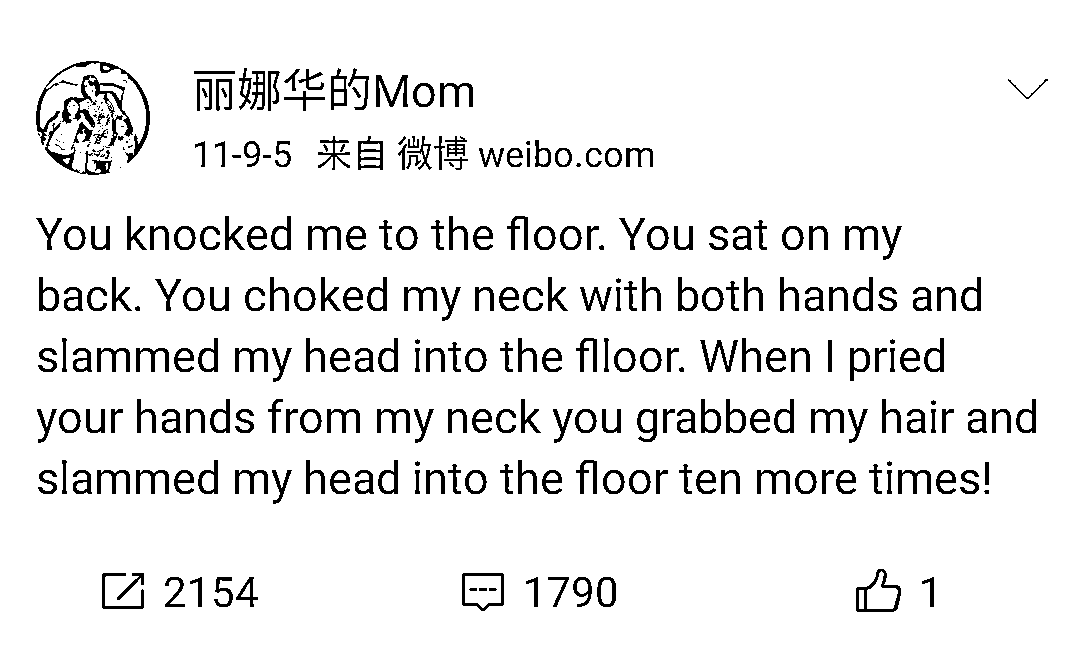 丽娜华的Mom
11-9-5 来自 微博 weibo.com
You knocked me to the floor. You sat on my
back. You choked my neck with both hands and
slammed my head into the flloor. When I pried
your hands from my neck you grabbed my hair and
slammed my head into the floor ten more times!
2154 1790 1